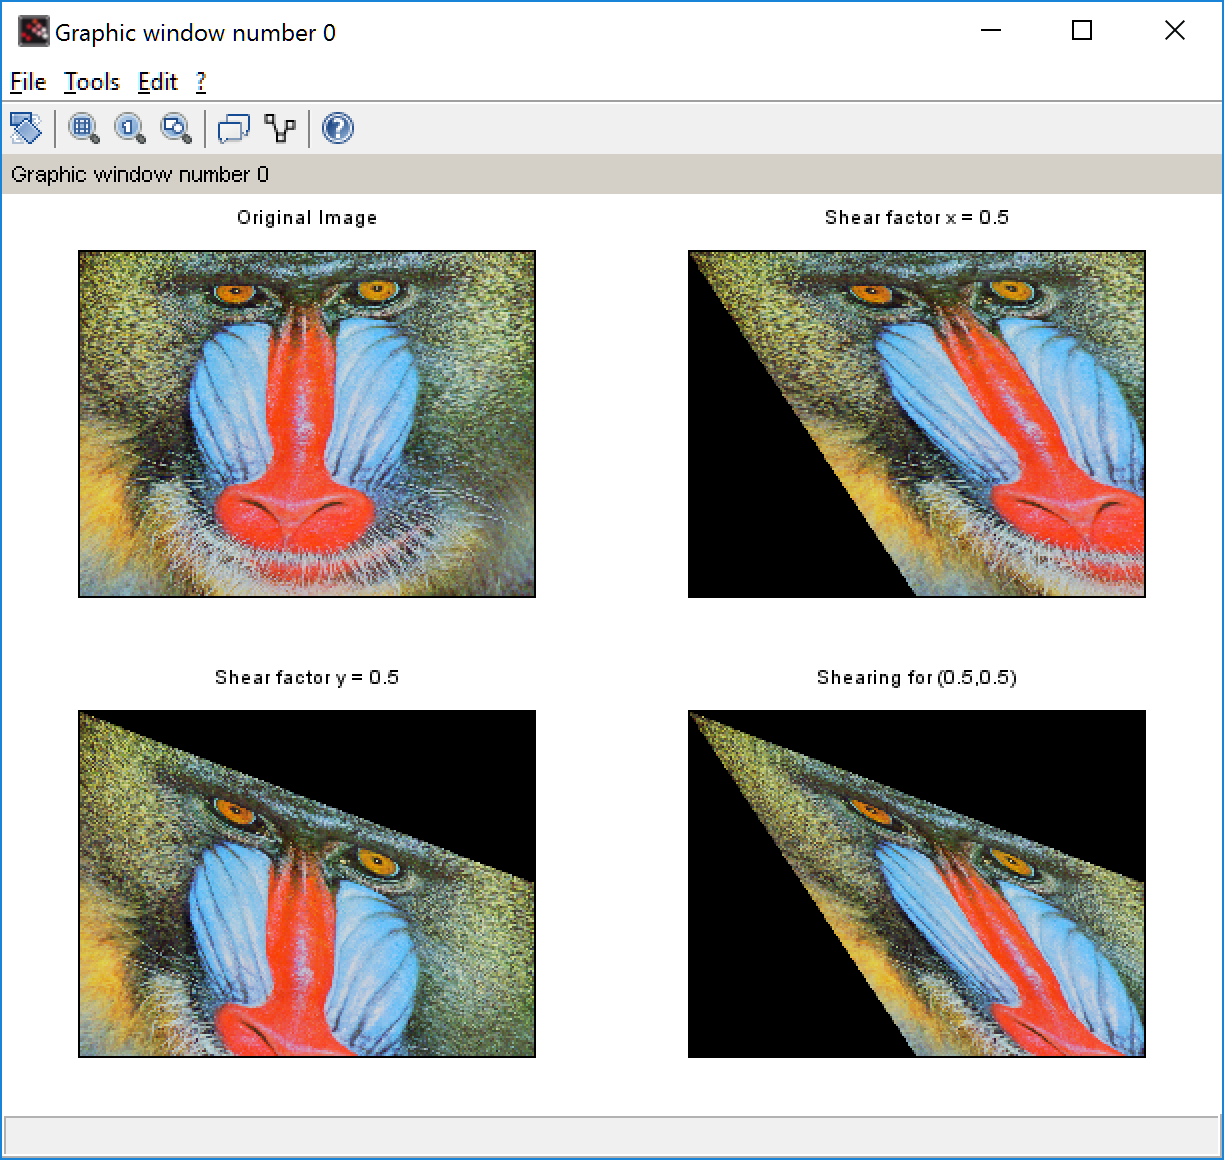 Graphic window number 0
File Tools Edit ?
Graphic window number 0
Original Image
Shear factor x = 0.5
Shear factor y = 0.5
Shearing for (0.5,0.5)